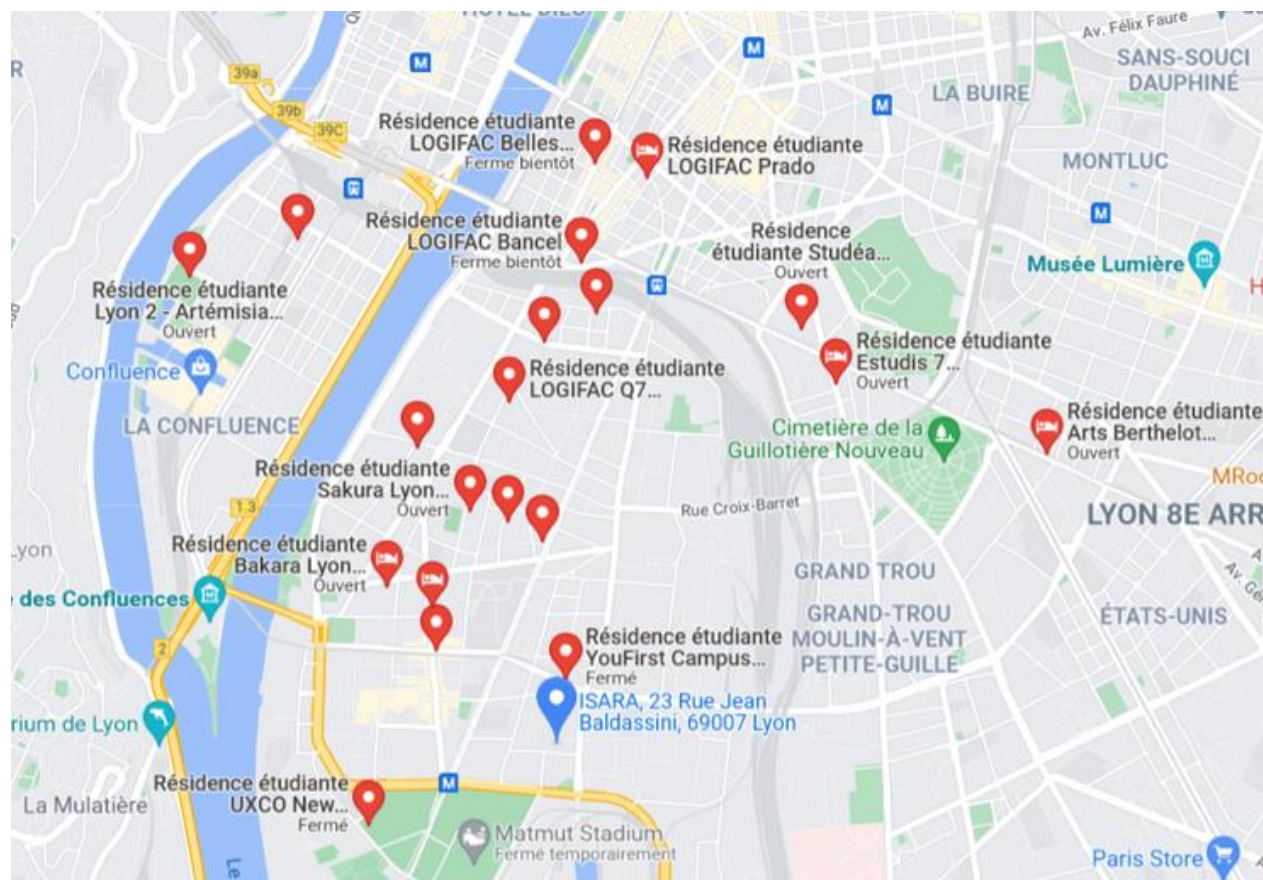 HÔTEL DIEU
Av. Félix Faure
SANS-SOUCI
DAUPHINÉ
39a
LA BUIRE
39b
39C
Résidence étudiante
LOGIFAC Belles...
Ferme bientôt
Résidence étudiante
LOGIFAC Prado
MONTLUC
Résidence étudiante
LOGIFAC Bancel
Ferme bientôt
Résidence
étudiante Studéa...
Ouvert
Musée Lumière
Résidence étudiante
Lyon 2 - Artémisia...
Ouvert
Résidence étudiante
Estudis 7...
Ouvert
Confluence
Résidence étudiante
LOGIFAC Q7...
LA CONFLUENCE
Résidence étudiante
Arts Berthelot...
Ouvert
Cimetière de la
Guillotière Nouveau
Résidence étudiante
Sakura Lyon...
Ouvert
Rue Croix-Barret
1.3
LYON 8E ARR
Résidence étudiante
Bakara Lyon...
Ouvert
GRAND TROU
e des Confluences
GRAND-TROU
MOULIN-À-VENT
PETITE-GUILLE
ÉTATS-UNIS
2
Résidence étudiante
YouFirst Campus...
Fermé
ISARA, 23 Rue Jean
Baldassini, 69007 Lyon
rium de Lyon
Résidence étudiante
UXCO New...
Fermé
La Mulatière
Matmut Stadium
Fermé temporairement
Paris Store